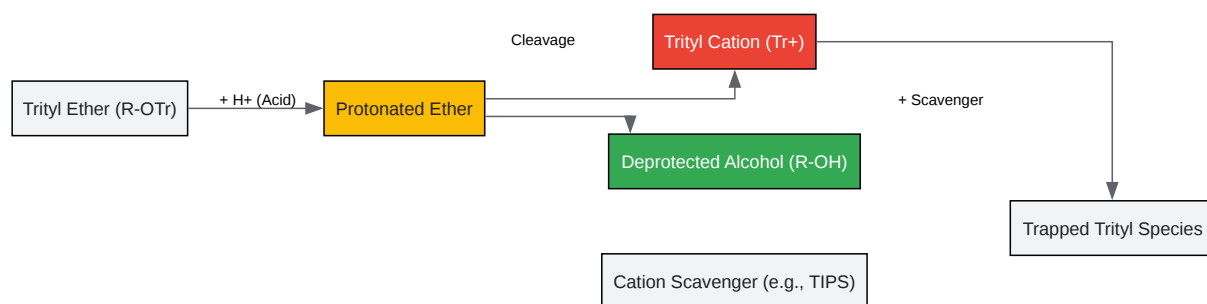 Cleavage
Trityl Cation (Tr+)
Trityl Ether (R-OTr)
+ H+ (Acid)
Protonated Ether
+ Scavenger
Deprotected Alcohol (R-OH)
Trapped Trityl Species
Cation Scavenger (e.g., TIPS)